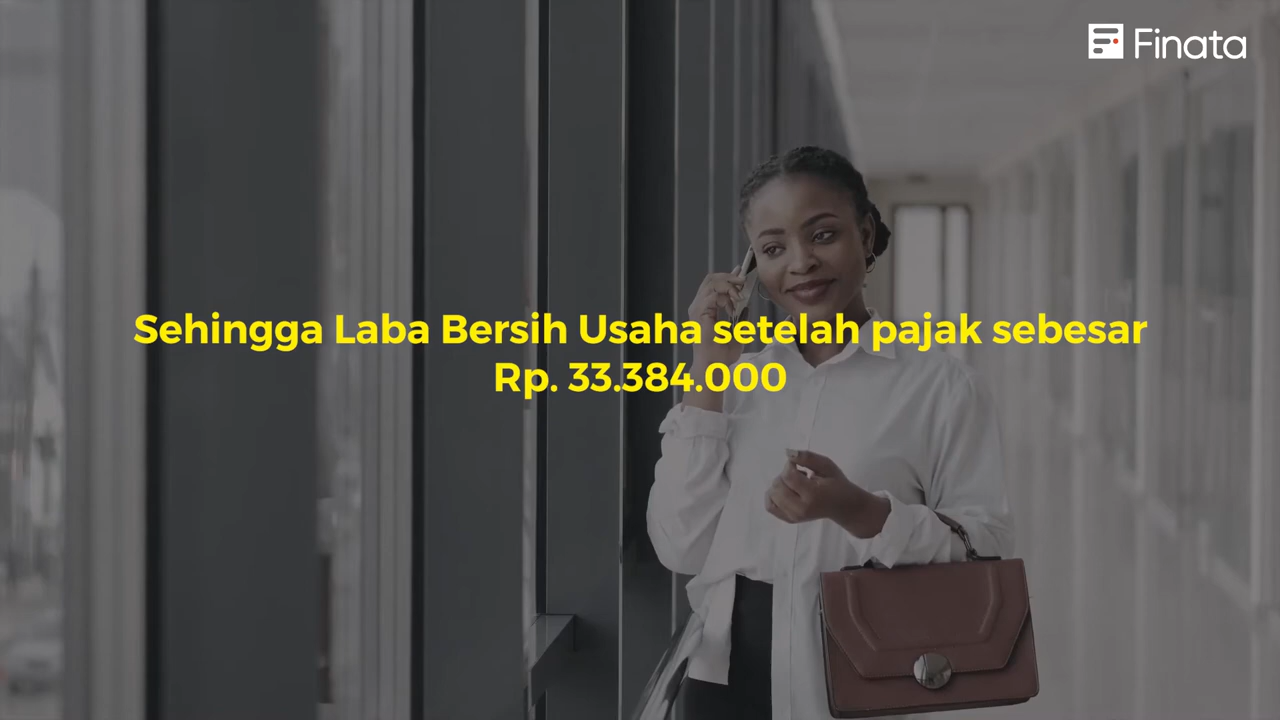 Finata
Sehingga Laba Bersih Usaha setelah pajak sebesar
Rp. 33.384.000